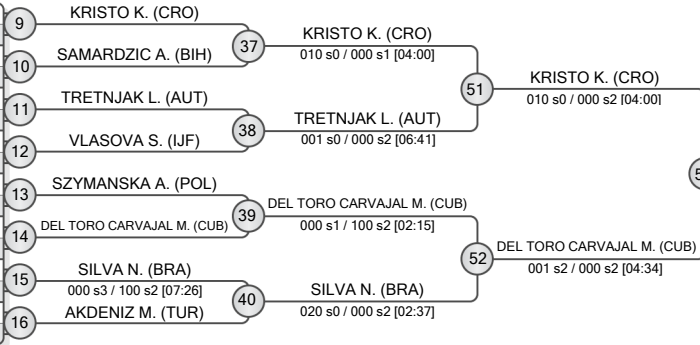 9
KRISTO K. (CRO)
10
SAMARDZIC A. (BIH)
37
KRISTO K. (CRO)
010 s0 / 000 s1 [04:00]
11
TRETNJAK L. (AUT)
12
VLASOVA S. (IJF)
38
TRETNJAK L. (AUT)
001 s0 / 000 s2 [06:41]
51
KRISTO K. (CRO)
010 s0 / 000 s2 [04:00]
13
SZYMANSKA A. (POL)
14
DEL TORO CARVAJAL M. (CUB)
39
DEL TORO CARVAJAL M. (CUB)
000 s1 / 100 s2 [02:15]
15
SILVA N. (BRA)
000 s3 / 100 s2 [07:26]
16
AKDENIZ M. (TUR)
40
SILVA N. (BRA)
020 s0 / 000 s2 [02:37]
52
DEL TORO CARVAJAL M. (CUB)
001 s2 / 000 s2 [04:34]